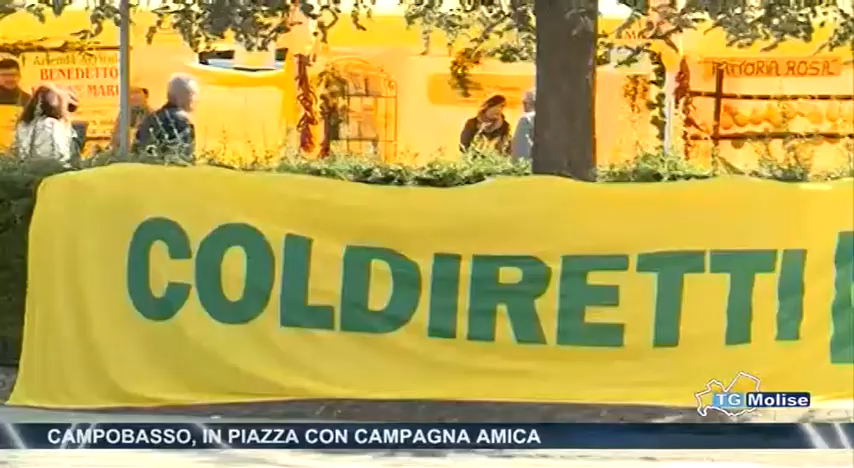 BENEDETTO
FATTORIA ROSA
COLDIRETTI
TG Molise
CAMPOBASSO, IN PIAZZA CON CAMPAGNA AMICA